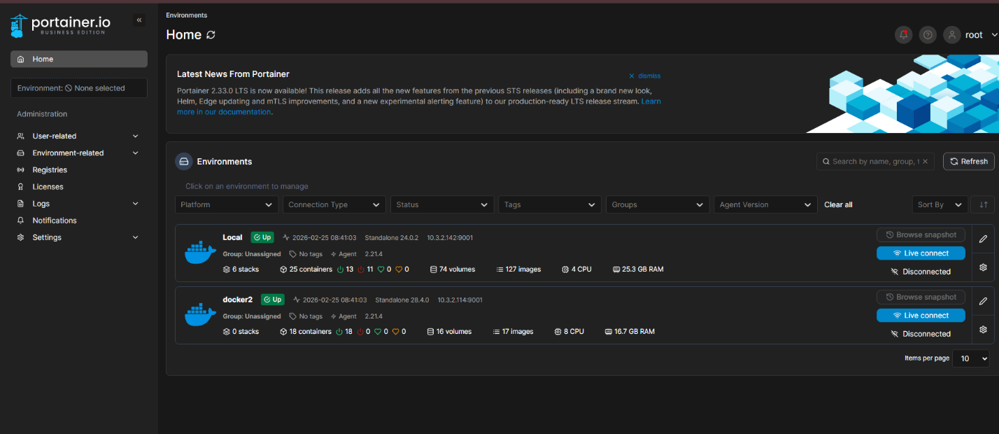 portainer.io
BUSINESS EDITION
Home
Environment: None selected
Administration
User-related
Environment-related
Registries
Licenses
Logs
Notifications
Settings
Environments
Home
root
Latest News From Portainer
dismiss
Portainer 2.33.0 LTS is now available! This release adds all the new features from the previous STS releases (including a brand new look,
Helm, Edge updating and mTLS improvements, and a new experimental alerting feature) to our production-ready LTS release stream. Learn
more in our documentation.
Environments
Search by name, group, t
Refresh
Click on an environment to manage
Platform Connection Type Status Tags Groups Agent Version Clear all Sort By
Local Up 2026-02-25 08:41:03 Standalone 24.0.2 10.3.2.142:9001
Group: Unassigned No tags Agent 2.21.4
6 stacks 25 containers 13 11 0 0 74 volumes 127 images 4 CPU 25.3 GB RAM
Browse snapshot
Live connect
Disconnected
docker2 Up 2026-02-25 08:41:03 Standalone 28.4.0 10.3.2.114:9001
Group: Unassigned No tags Agent 2.21.4
0 stacks 18 containers 18 0 0 0 16 volumes 17 images 8 CPU 16.7 GB RAM
Browse snapshot
Live connect
Disconnected
Items per page 10